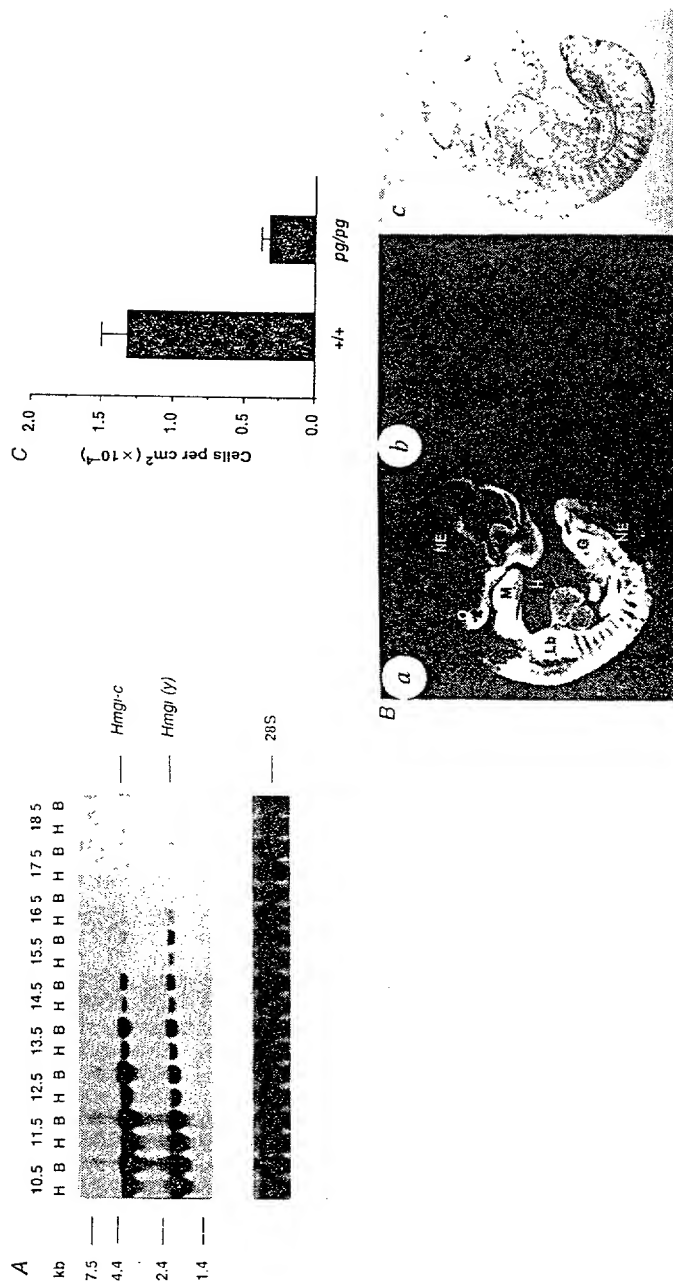 A
kb 10.5 11.5 12.5 13.5 14.5 15.5 16 5 17 5 18 5
H B H B H B H B H B H B H B H B H B
7.5
4.4
Hmgi-c
2.4
Hmgi (y)
1.4
28S
C
Cells per cm² (× 10⁻⁴)
2.0
1.5
1.0
0.5
0.0
+/+ pg/pg
B
a
NE
M
H
Lb
G
NE
b
c